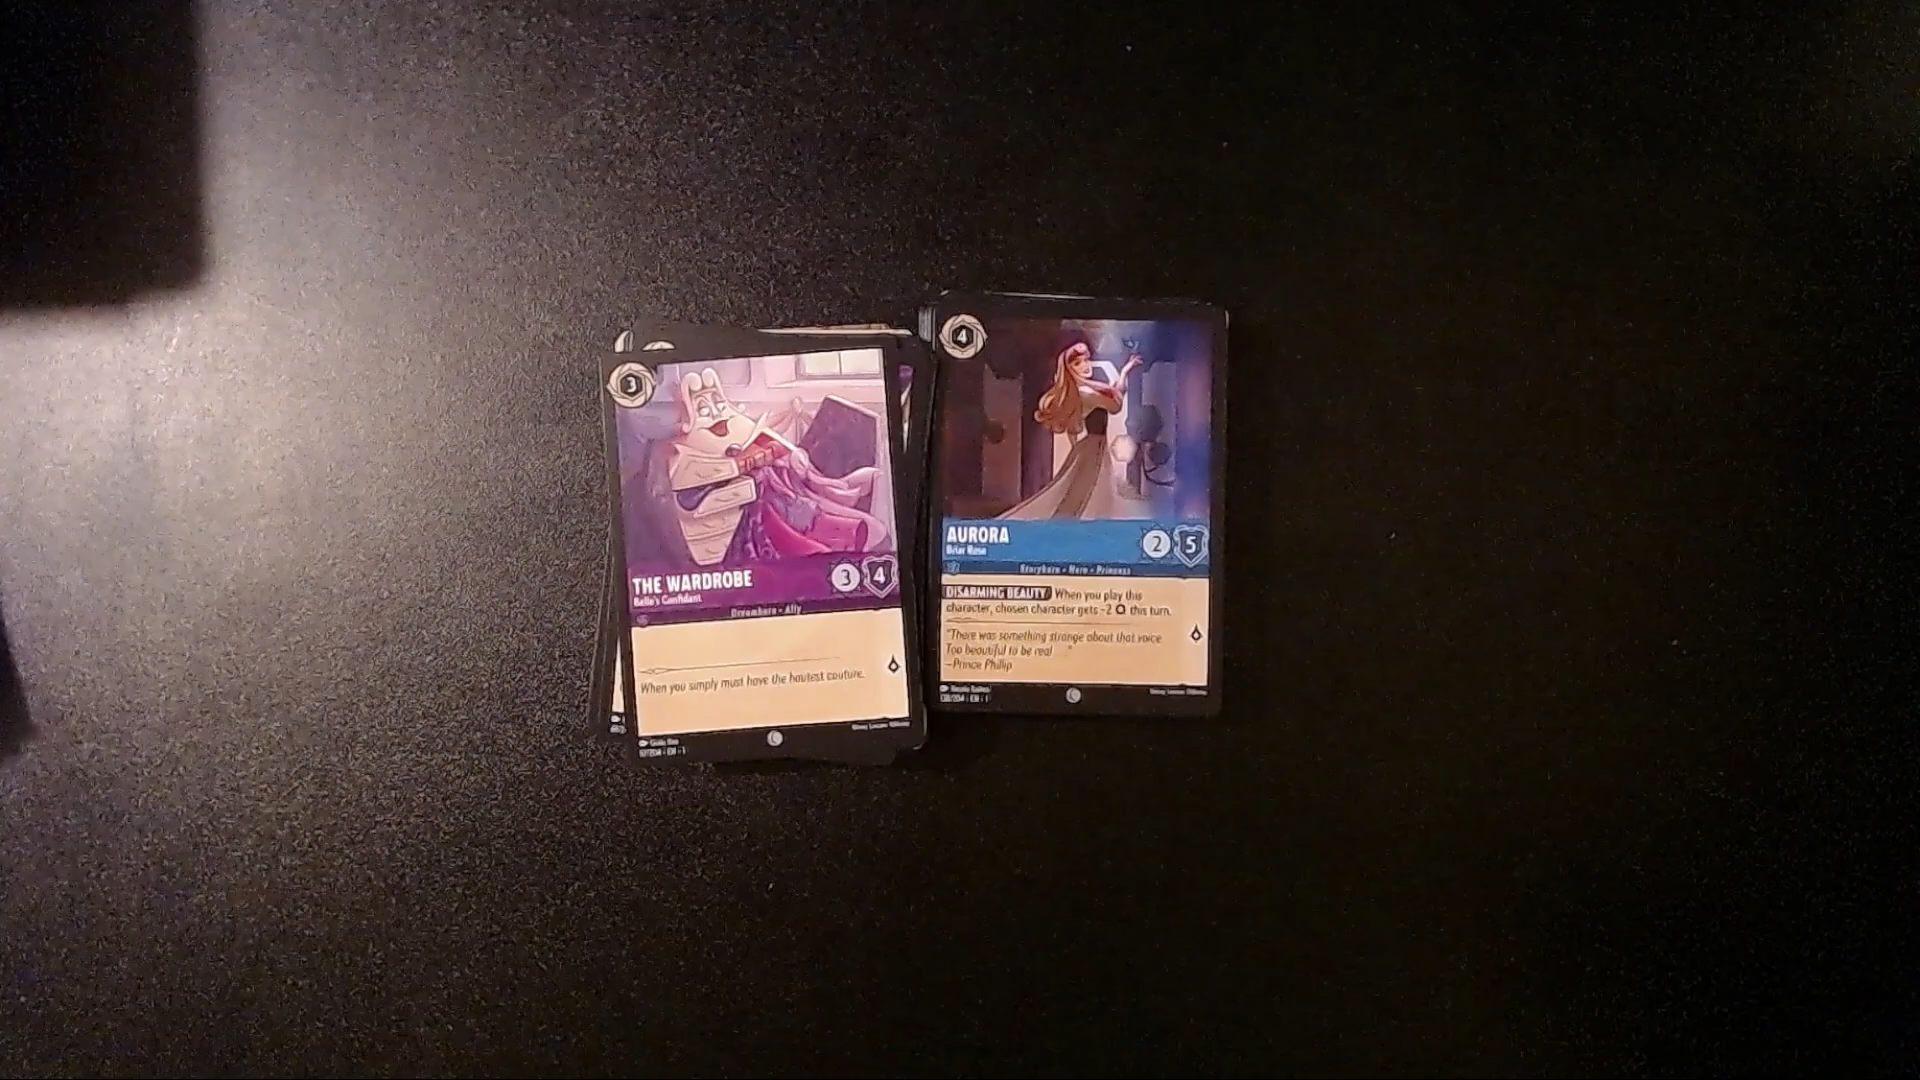 3
THE WARDROBE
3
4
Belle's Confidant
Dreamborn • Ally
When you simply must have the hautest couture.
4
AURORA
2
5
Briar Rose
Storyborn • Hero • Princess
DISARMING BEAUTY When you play this
character, chosen character gets -2 this turn.
"There was something strange about that voice.
Too beautiful to be real . . . "
–Prince Phillip